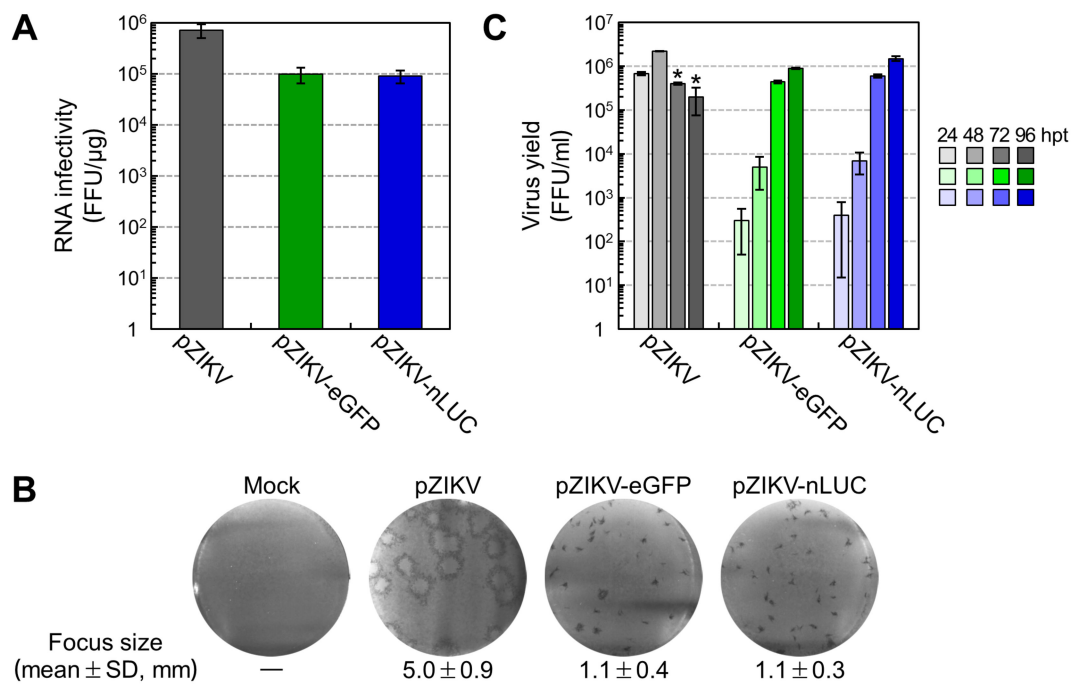 A
RNA infectivity
(FFU/µg)
10⁶
10⁵
10⁴
10³
10²
10¹
1
pZIKV
pZIKV-eGFP
pZIKV-nLUC
C
Virus yield
(FFU/ml)
10⁷
10⁶
10⁵
10⁴
10³
10²
10¹
1
* *
pZIKV
pZIKV-eGFP
pZIKV-nLUC
24 48 72 96 hpt
B
Mock pZIKV pZIKV-eGFP pZIKV-nLUC
Focus size
(mean ± SD, mm) — 5.0 ± 0.9 1.1 ± 0.4 1.1 ± 0.3